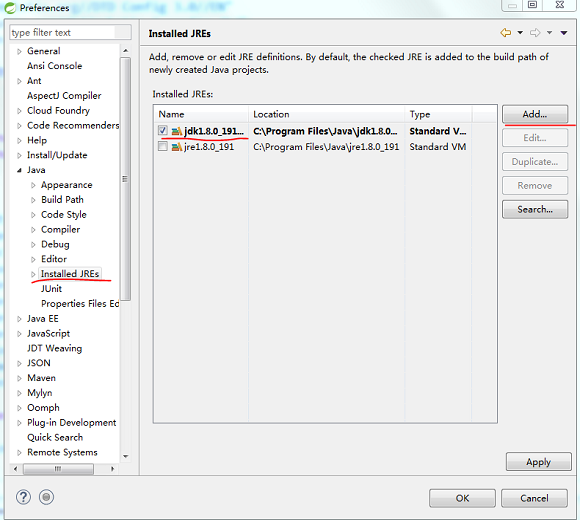 Preferences
type filter text
General
Ansi Console
Ant
AspectJ Compiler
Cloud Foundry
Code Recommenders
Help
Install/Update
Java
Appearance
Build Path
Code Style
Compiler
Debug
Editor
Installed JREs
JUnit
Properties Files Ed
Java EE
JavaScript
JDT Weaving
JSON
Maven
Mylyn
Oomph
Plug-in Development
Quick Search
Remote Systems
Installed JREs
Add, remove or edit JRE definitions. By default, the checked JRE is added to the build path of
newly created Java projects.
Installed JREs:
Name Location Type
jdk1.8.0_191... C:\Program Files\Java\jdk1.8.0... Standard V...
jre1.8.0_191 C:\Program Files\Java\jre1.8.0_191 Standard VM
Add...
Edit...
Duplicate...
Remove
Search...
Apply
OK Cancel